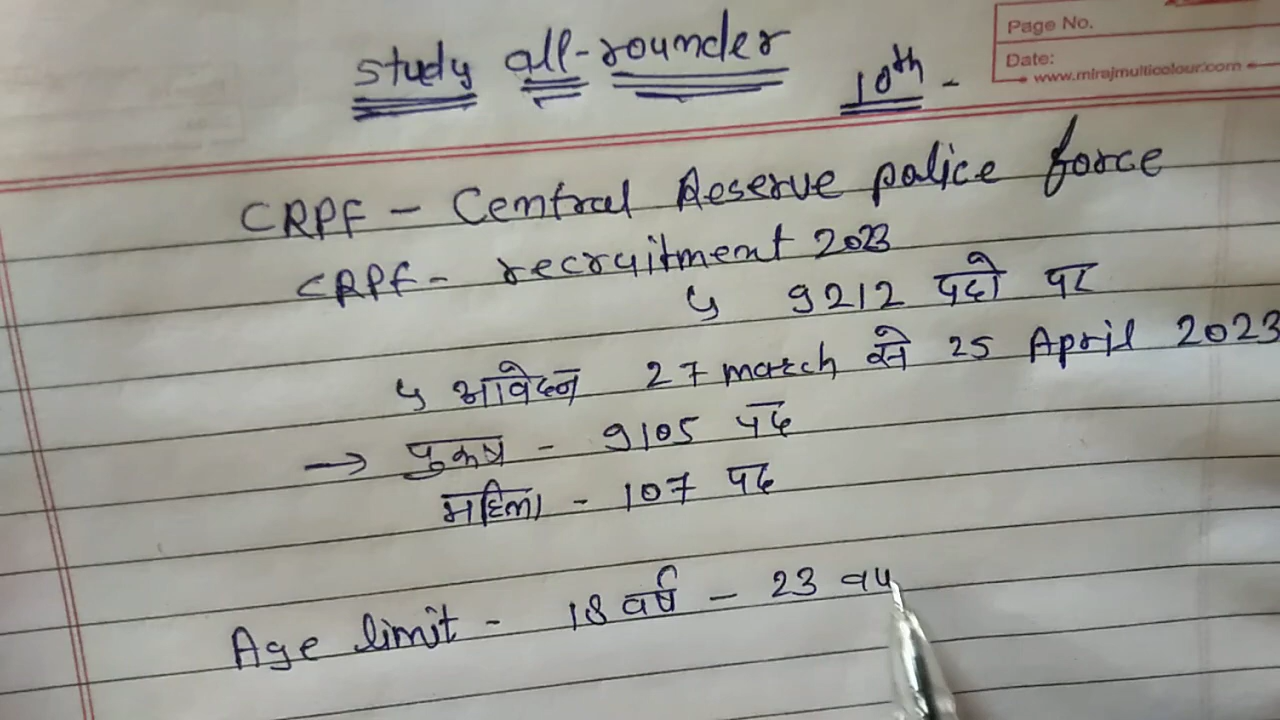 Page No.
Date:
www.mirajmulticolour.com
study all-rounder 10th -
CRPF - Central Reserve police force
CRPF - recruitment 2023
↳ 9212 पदो पर
↳ आवेदन 27 march से 25 April 2023
→ पुरुष - 9105 पद
महिला - 107 पद
Age limit - 18 वर्ष - 23 वष